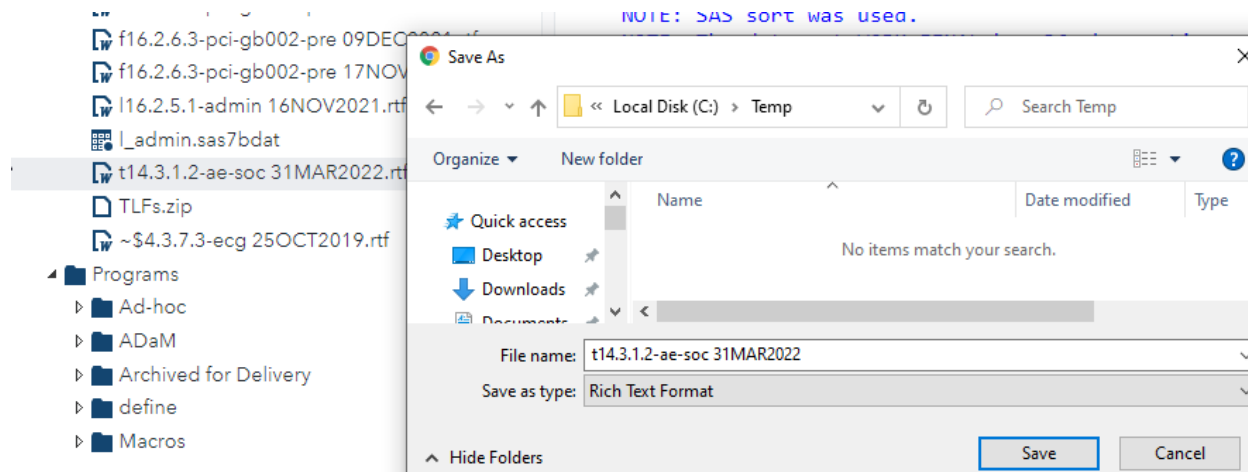 NOTE: SAS sort was used.
f16.2.6.3-pci-gb002-pre 09DEC2021.rtf
f16.2.6.3-pci-gb002-pre 17NOV
l16.2.5.1-admin 16NOV2021.rtf
l_admin.sas7bdat
t14.3.1.2-ae-soc 31MAR2022.rtf
TLFs.zip
~$4.3.7.3-ecg 25OCT2019.rtf
Programs
Ad-hoc
ADaM
Archived for Delivery
define
Macros
Save As
« Local Disk (C:) › Temp
Search Temp
Organize
New folder
Name
Date modified
Type
Quick access
Desktop
Downloads
Documents
No items match your search.
File name: t14.3.1.2-ae-soc 31MAR2022
Save as type: Rich Text Format
Hide Folders
Save
Cancel